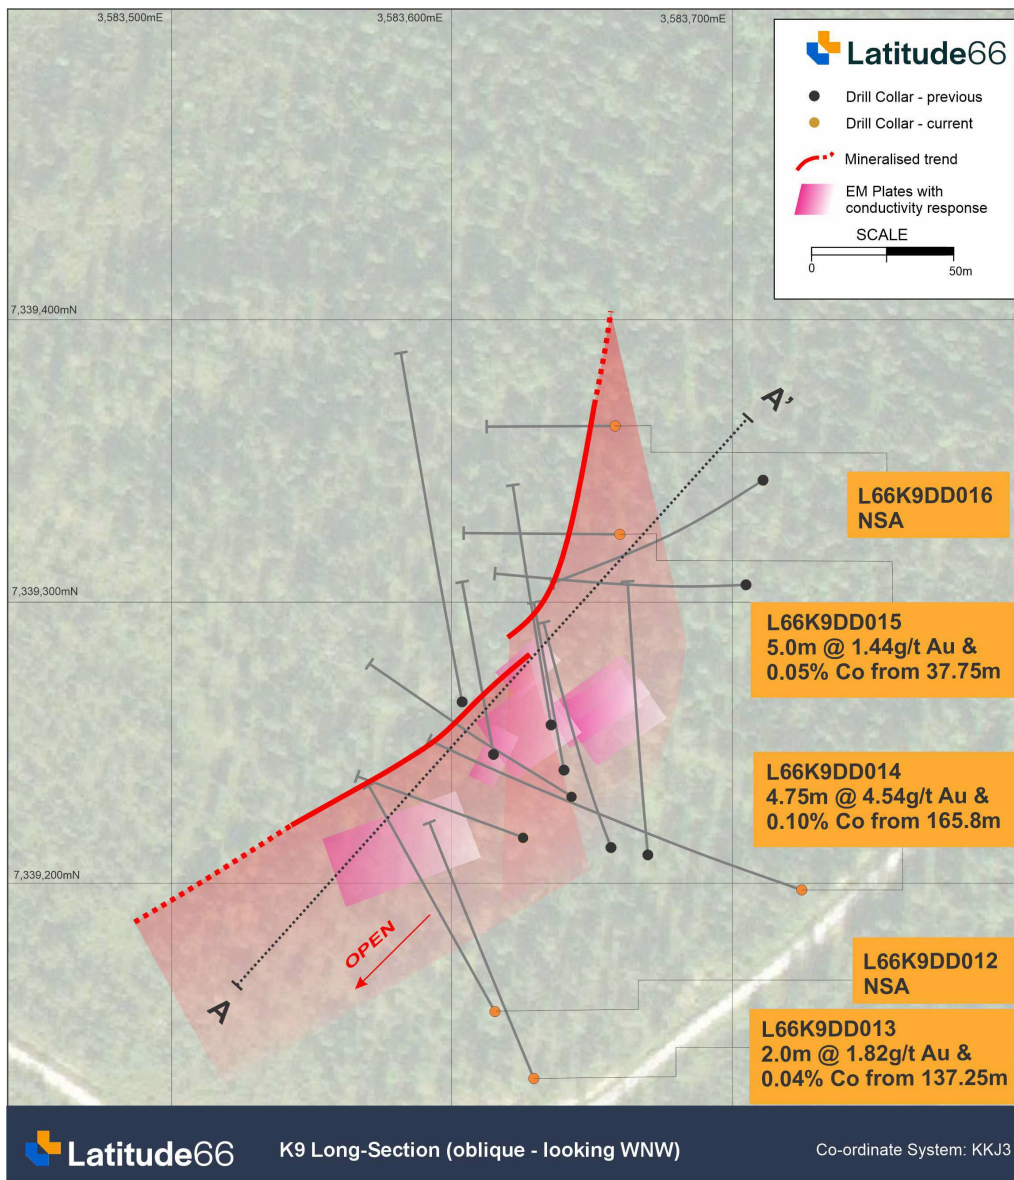 3,583,500mE
3,583,600mE
3,583,700mE
Latitude66
Drill Collar - previous
Drill Collar - current
Mineralised trend
EM Plates with
conductivity response
SCALE
0
50m
7,339,400mN
A'
L66K9DD016
NSA
7,339,300mN
L66K9DD015
5.0m @ 1.44g/t Au &
0.05% Co from 37.75m
L66K9DD014
4.75m @ 4.54g/t Au &
0.10% Co from 165.8m
7,339,200mN
OPEN
A
L66K9DD012
NSA
L66K9DD013
2.0m @ 1.82g/t Au &
0.04% Co from 137.25m
Latitude66
K9 Long-Section (oblique - looking WNW)
Co-ordinate System: KKJ3